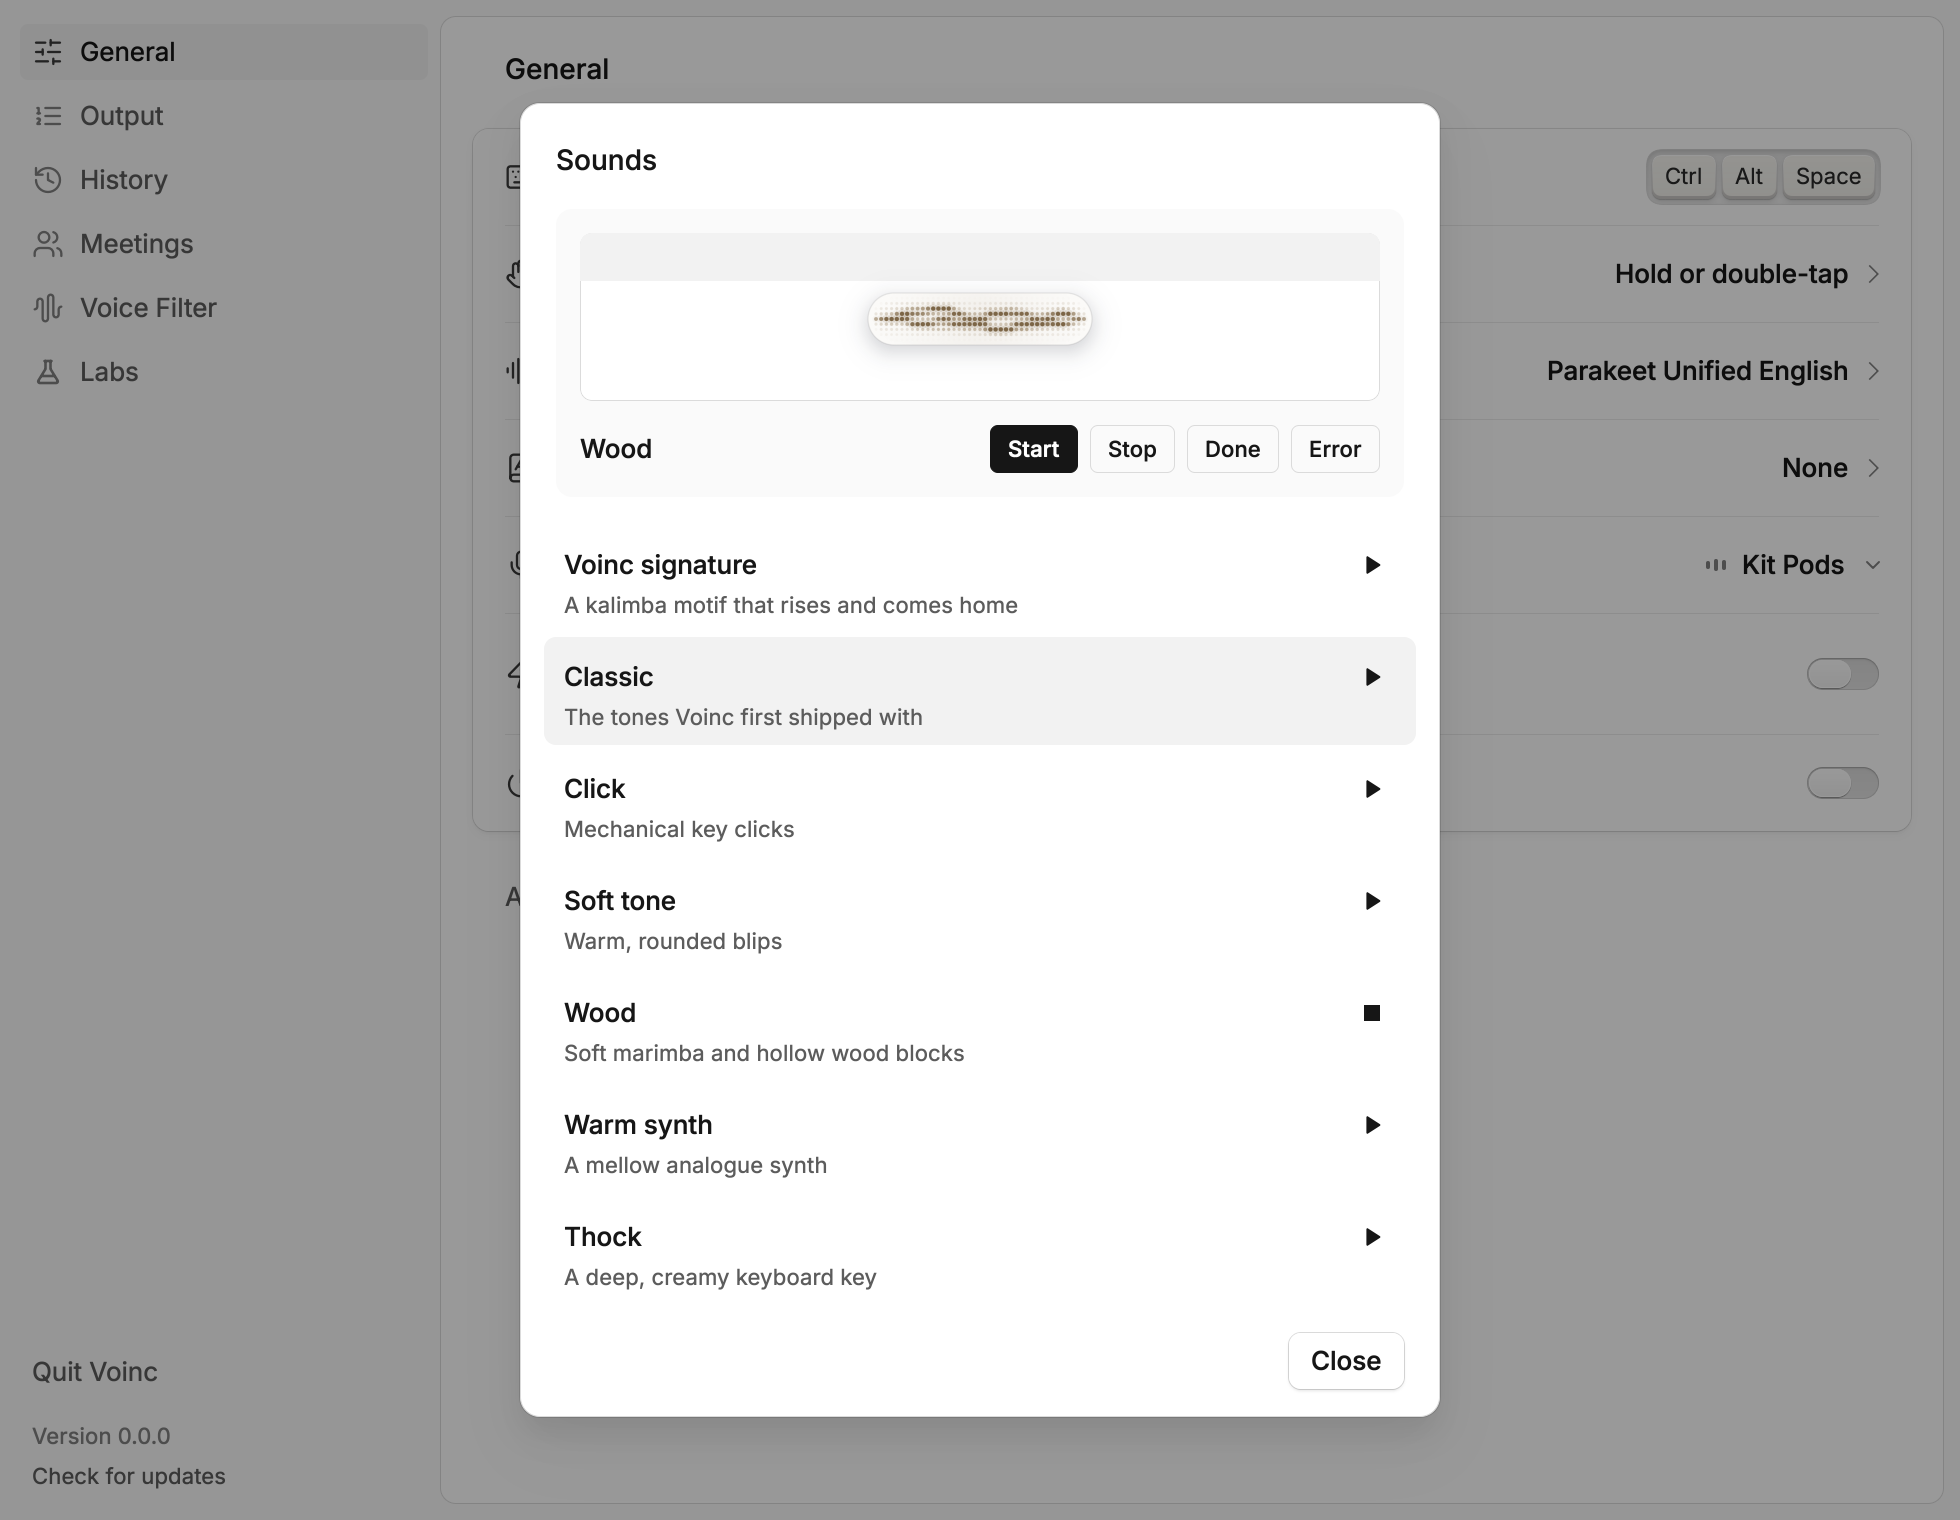 General
Output
History
Meetings
Voice Filter
Labs
Quit Voinc
Version 0.0.0
Check for updates
General
Ctrl Alt Space
Hold or double-tap
Parakeet Unified English
None
Kit Pods
A
Sounds
Wood
Start Stop Done Error
Voinc signature
A kalimba motif that rises and comes home
Classic
The tones Voinc first shipped with
Click
Mechanical key clicks
Soft tone
Warm, rounded blips
Wood
Soft marimba and hollow wood blocks
Warm synth
A mellow analogue synth
Thock
A deep, creamy keyboard key
Close